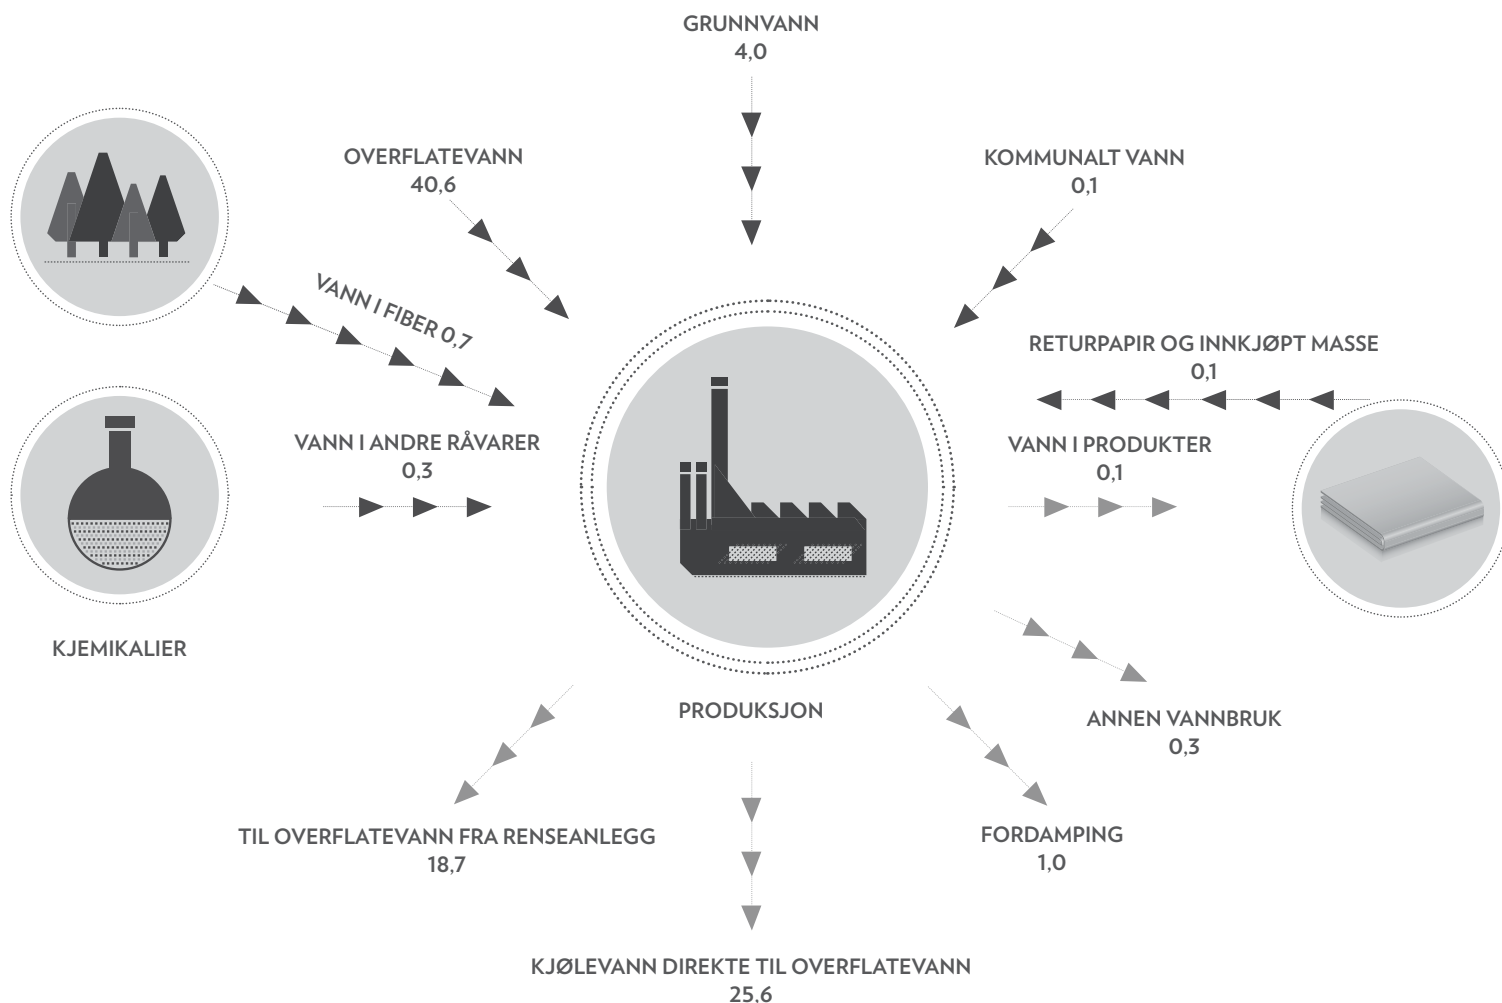 GRUNNVANN
4,0
OVERFLATEVANN
40,6
KOMMUNALT VANN
0,1
VANN I FIBER 0,7
RETURPAPIR OG INNKJØPT MASSE
0,1
VANN I ANDRE RÅVARER
0,3
VANN I PRODUKTER
0,1
KJEMIKALIER
PRODUKSJON
ANNEN VANNBRUK
0,3
TIL OVERFLATEVANN FRA RENSEANLEGG
18,7
FORDAMPING
1,0
KJØLEVANN DIREKTE TIL OVERFLATEVANN
25,6